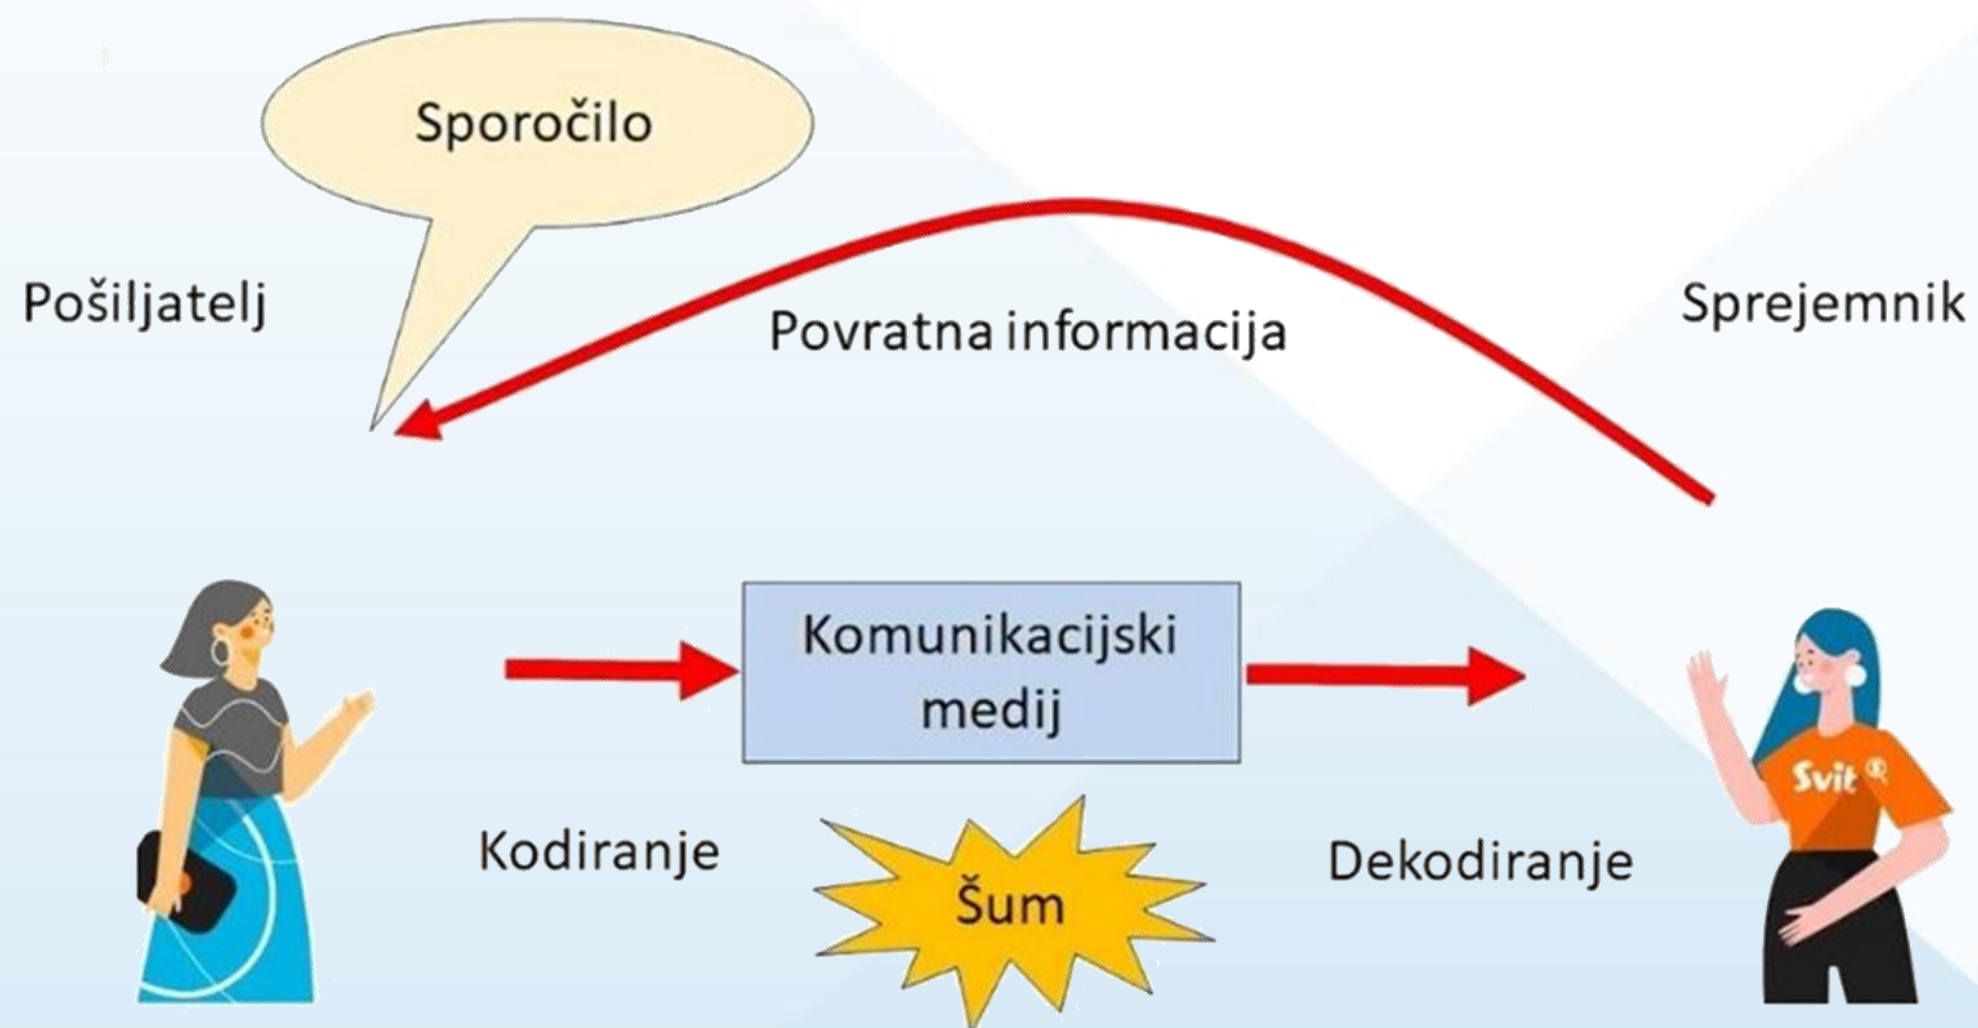 Sporočilo
Pošiljatelj
Povratna informacija
Sprejemnik
Komunikacijski
medij
Svit
Kodiranje
Šum
Dekodiranje